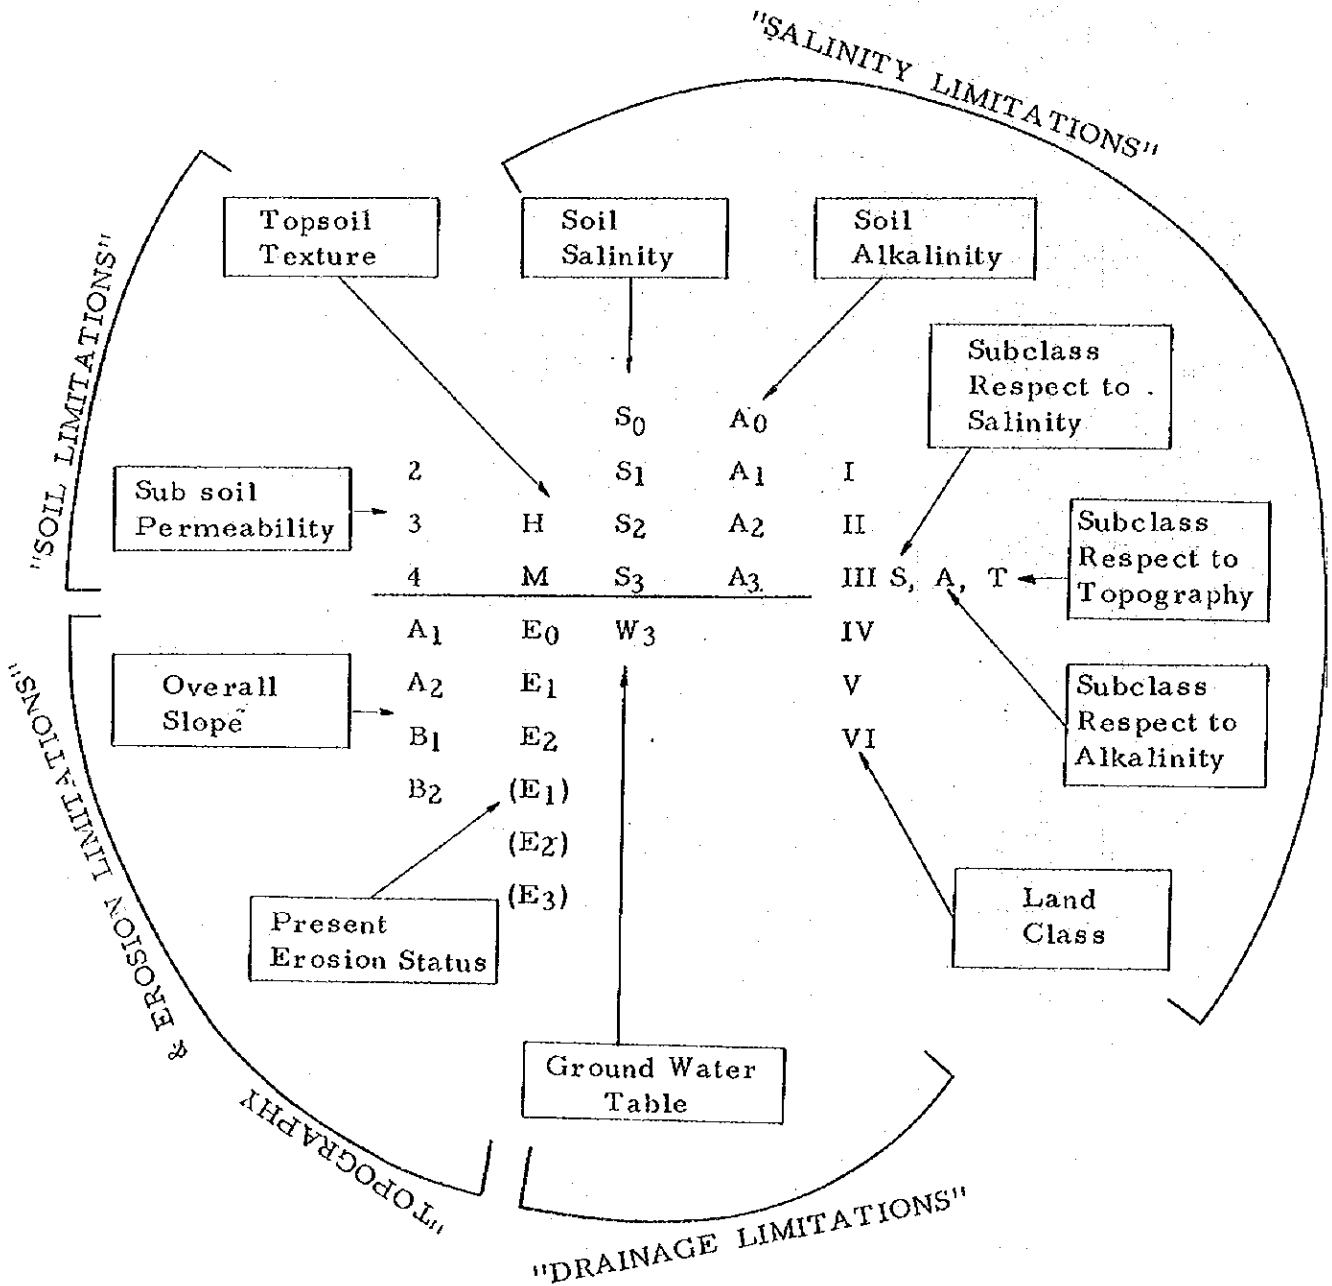 "SALINITY LIMITATIONS"
"SOIL LIMITATIONS"
Topsoil
Texture
Soil
Salinity
Soil
Alkalinity
Subclass
Respect to
Salinity
S0 A0
2 S1 A1 I
Sub soil
Permeability
3 H S2 A2 II
4 M S3 A3 III S, A, T
Subclass
Respect to
Topography
A1 E0 W3 IV
Overall
Slope
A2 E1 V
B1 E2 VI
B2 (E1)
(E2)
(E3)
Subclass
Respect to
Alkalinity
Present
Erosion Status
Land
Class
Ground Water
Table
"TOPOGRAPHY & EROSION LIMITATIONS"
"DRAINAGE LIMITATIONS"